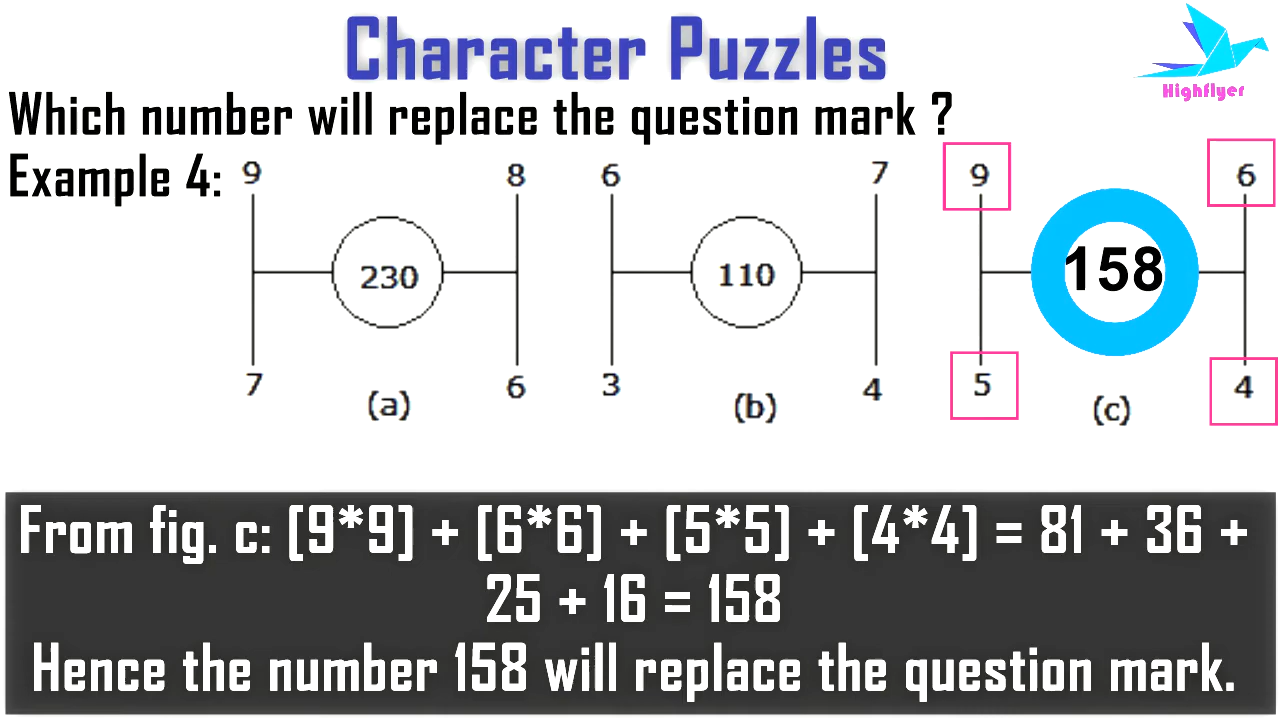 Character Puzzles
Highflyer
Which number will replace the question mark ?
Example 4:
9 8 6 7 9 6
230 110 158
7 6 3 4 5 4
(a) (b) (c)
From fig. c: [9*9] + [6*6] + [5*5] + [4*4] = 81 + 36 +
25 + 16 = 158
Hence the number 158 will replace the question mark.